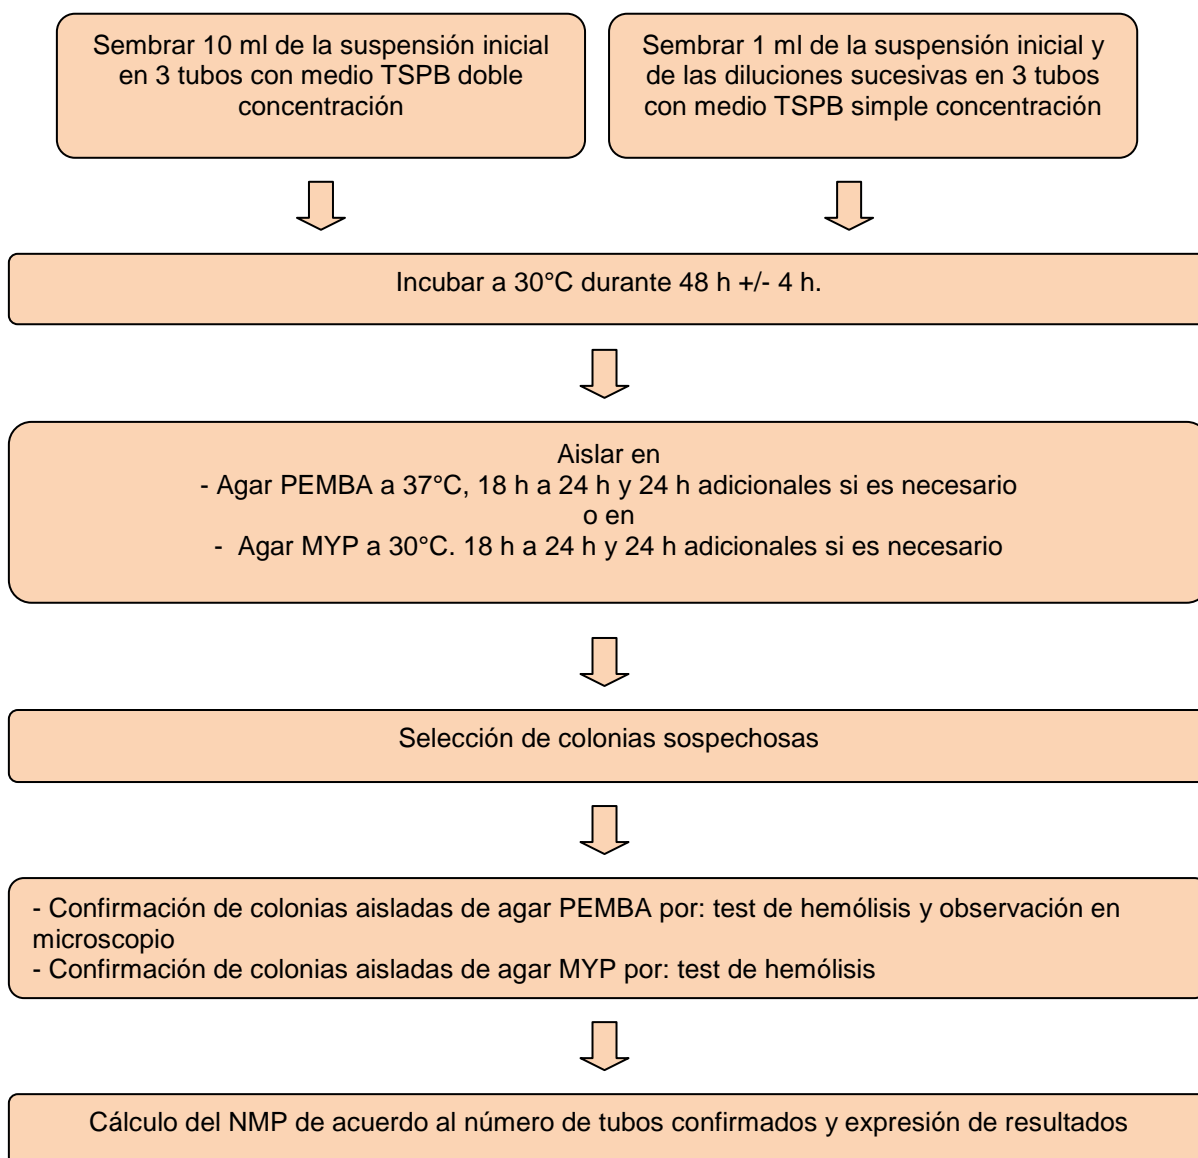 Sembrar 10 ml de la suspensión inicial
en 3 tubos con medio TSPB doble
concentración
Sembrar 1 ml de la suspensión inicial y
de las diluciones sucesivas en 3 tubos
con medio TSPB simple concentración
Incubar a 30°C durante 48 h +/- 4 h.
Aislar en
- Agar PEMBA a 37°C, 18 h a 24 h y 24 h adicionales si es necesario
o en
- Agar MYP a 30°C. 18 h a 24 h y 24 h adicionales si es necesario
Selección de colonias sospechosas
- Confirmación de colonias aisladas de agar PEMBA por: test de hemólisis y observación en
microscopio
- Confirmación de colonias aisladas de agar MYP por: test de hemólisis
Cálculo del NMP de acuerdo al número de tubos confirmados y expresión de resultados